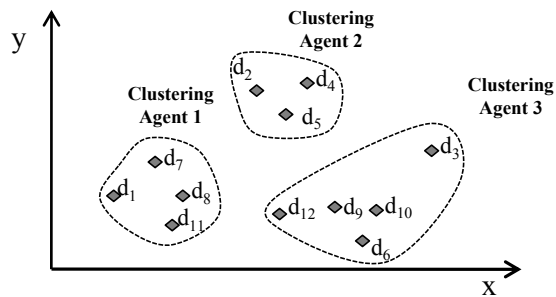 y
Clustering
Agent 2
Clustering
Agent 3
Clustering
Agent 1
d2
d4
d5
d7
d1
d8
d11
d3
d12
d9
d10
d6
x